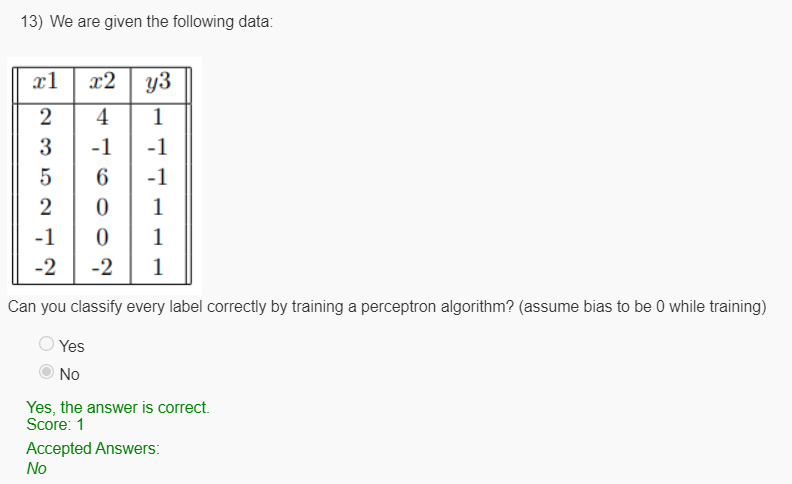 13) We are given the following data:
x1 x2 y3
2 4 1
3 -1 -1
5 6 -1
2 0 1
-1 0 1
-2 -2 1
Can you classify every label correctly by training a perceptron algorithm? (assume bias to be 0 while training)
Yes
No
Yes, the answer is correct.
Score: 1
Accepted Answers:
No